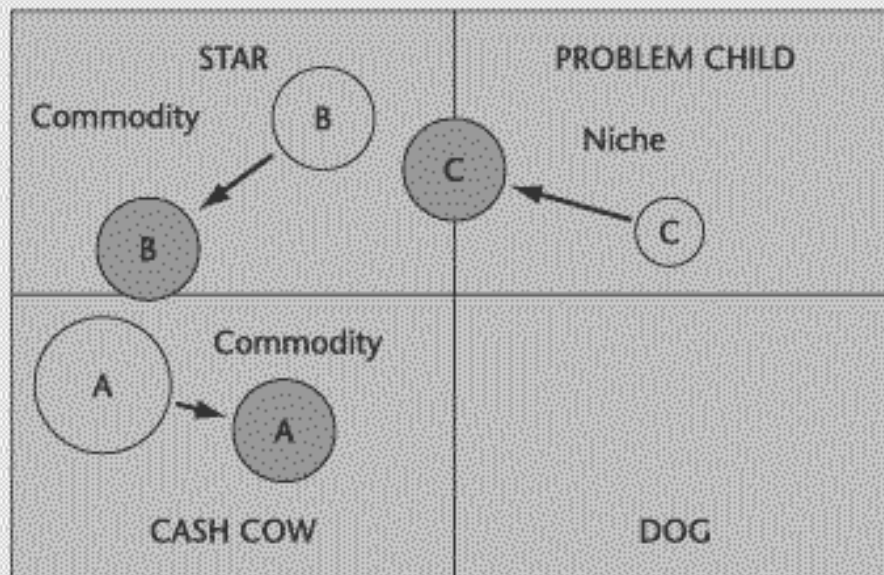 STAR
PROBLEM CHILD
Commodity
B
Niche
C
C
B
Commodity
A
A
CASH COW
DOG